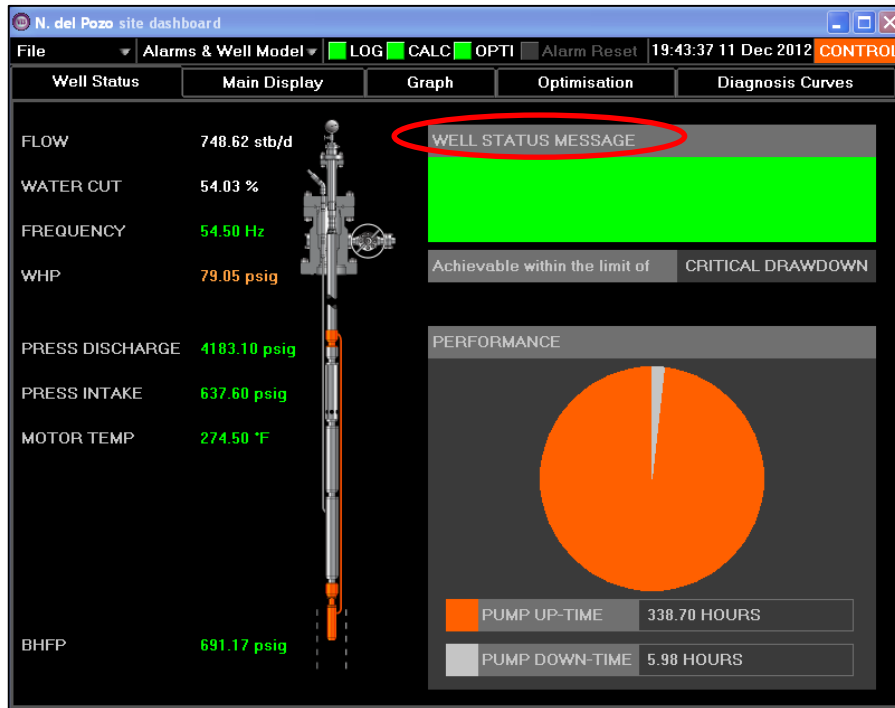 N. del Pozo site dashboard
File Alarms & Well Model LOG CALC OPTI Alarm Reset 19:43:37 11 Dec 2012 CONTROL
Well Status Main Display Graph Optimisation Diagnosis Curves
FLOW 748.62 stb/d
WATER CUT 54.03 %
FREQUENCY 54.50 Hz
WHP 79.05 psig
PRESS DISCHARGE 4183.10 psig
PRESS INTAKE 637.60 psig
MOTOR TEMP 274.50 °F
BHFP 691.17 psig
WELL STATUS MESSAGE
Achievable within the limit of CRITICAL DRAWDOWN
PERFORMANCE
PUMP UP-TIME 338.70 HOURS
PUMP DOWN-TIME 5.98 HOURS